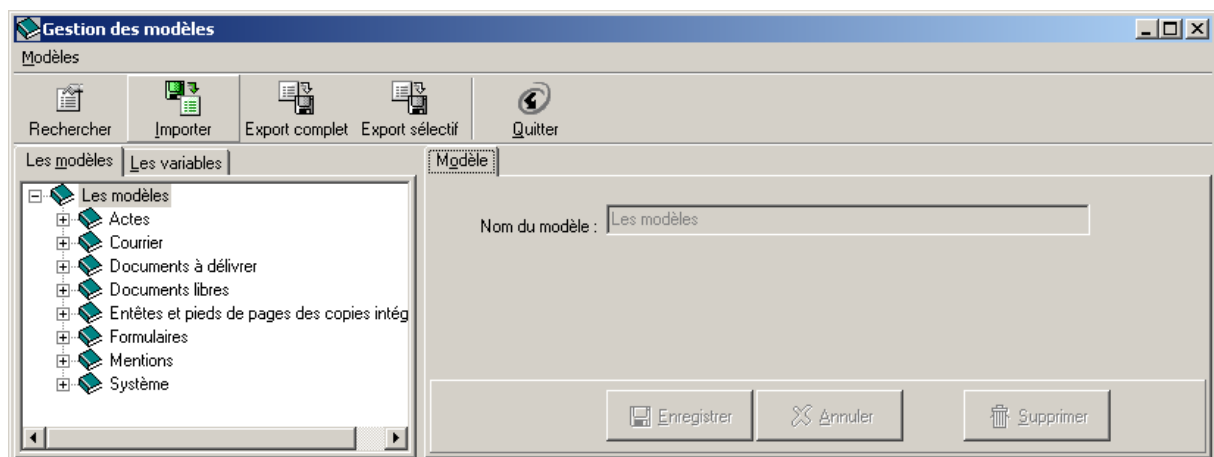 Gestion des modèles
Modèles
Rechercher Importer Export complet Export sélectif Quitter
Les modèles Les variables Modèle
Les modèles
Actes
Nom du modèle : Les modèles
Courrier
Documents à délivrer
Documents libres
Entêtes et pieds de pages des copies intég
Formulaires
Mentions
Système
Enregistrer Annuler Supprimer